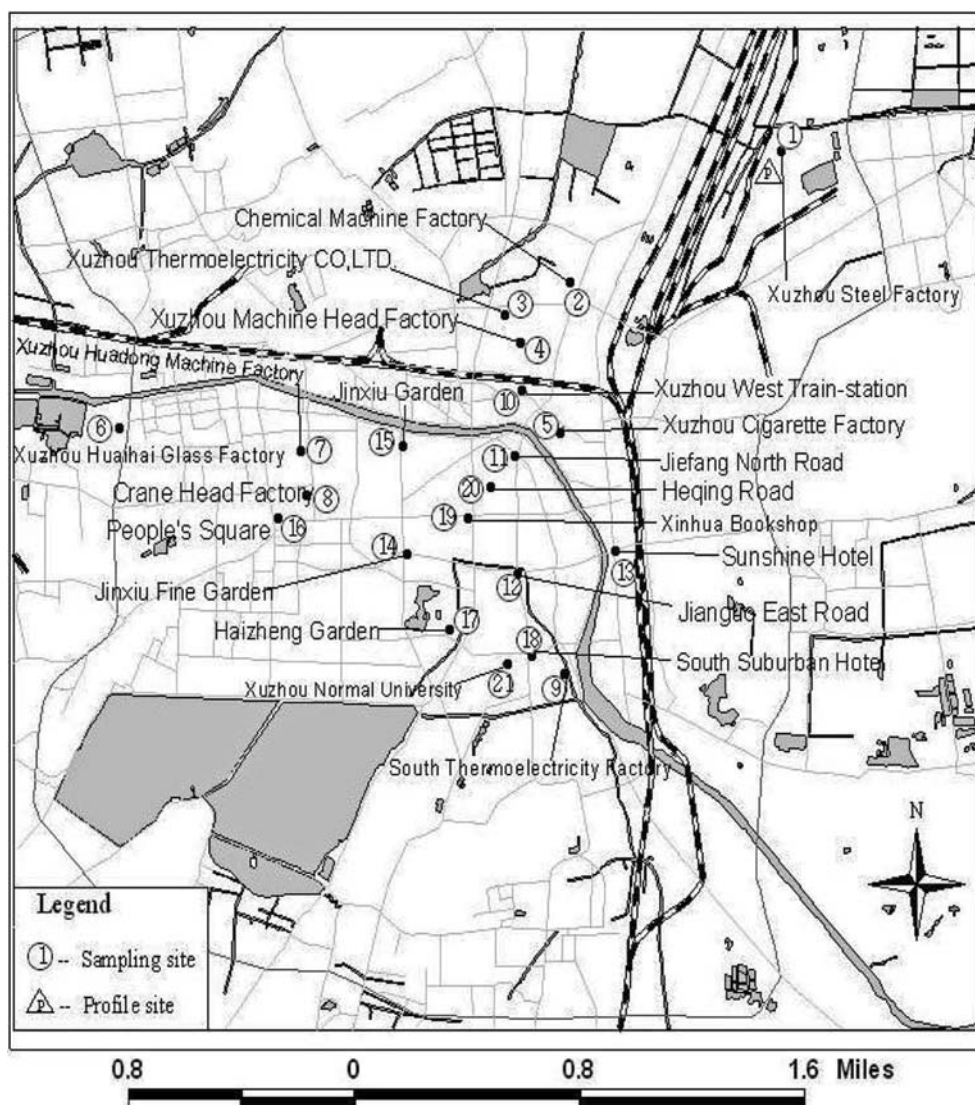 1
P
Chemical Machine Factory
2
Xuzhou Thermoelectricity CO,LTD.
3
Xuzhou Steel Factory
Xuzhou Machine Head Factory
4
Xuzhou Huadong Machine Factory
Jinxiu Garden
10
Xuzhou West Train-station
6
5
Xuzhou Cigarette Factory
15
7
11
Jiefang North Road
Xuzhou Huaihai Glass Factory
Crane Head Factory
8
20
Heqing Road
People's Square
16
19
Xinhua Bookshop
14
Sunshine Hotel
13
Jinxiu Fine Garden
12
Jianguo East Road
Haizheng Garden
17
18
South Suburban Hotel
Xuzhou Normal University
21
9
South Thermoelectricity Factory
N
Legend
1 -- Sampling site
P -- Profile site
0.8 0 0.8 1.6 Miles